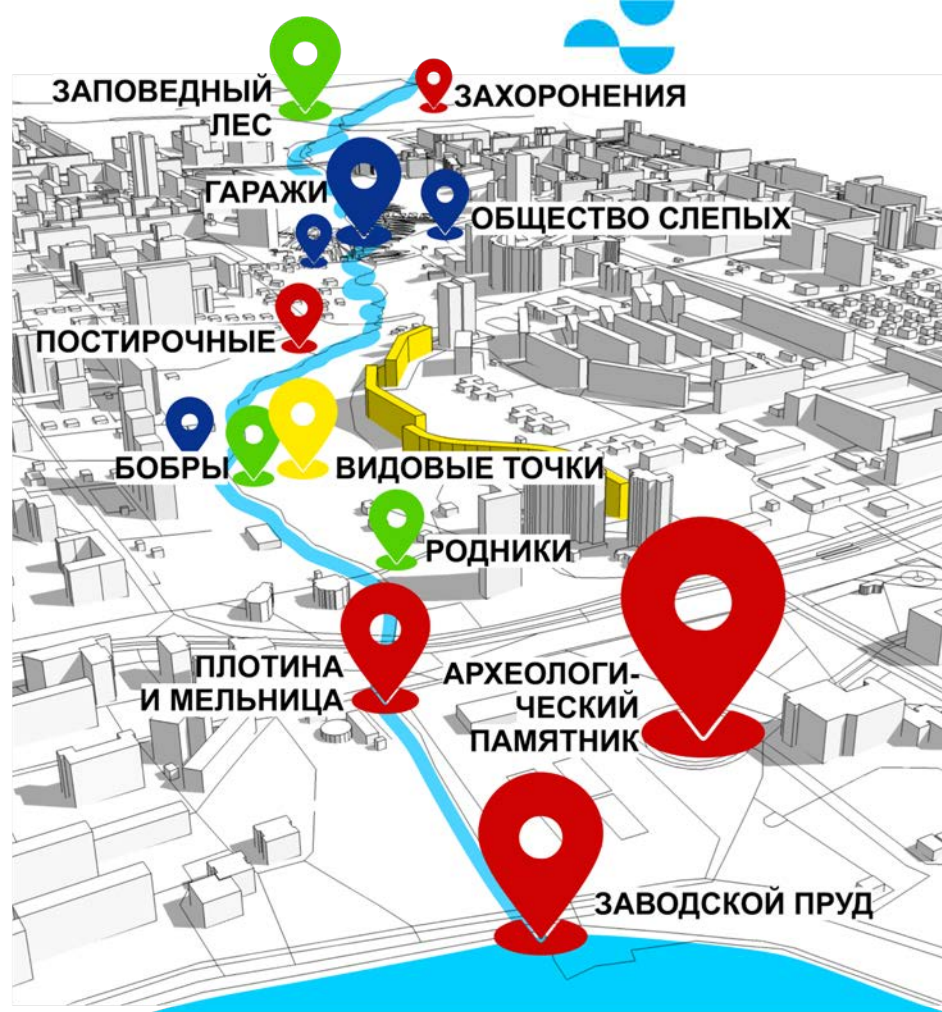 ЗАПОВЕДНЫЙ
ЛЕС
ЗАХОРОНЕНИЯ
ГАРАЖИ
ОБЩЕСТВО СЛЕПЫХ
ПОСТИРОЧНЫЕ
БОБРЫ
ВИДОВЫЕ ТОЧКИ
РОДНИКИ
ПЛОТИНА
И МЕЛЬНИЦА
АРХЕОЛОГИ-
ЧЕСКИЙ
ПАМЯТНИК
ЗАВОДСКОЙ ПРУД